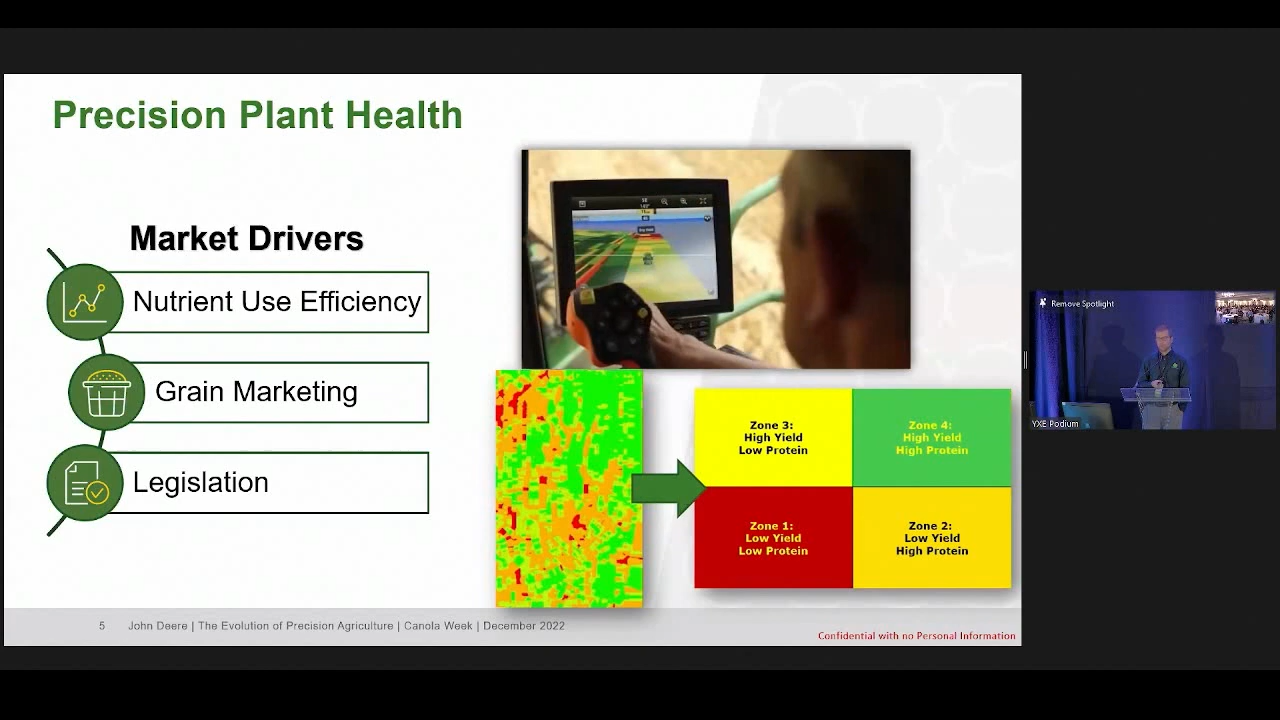 Precision Plant Health
Market Drivers
Nutrient Use Efficiency
Grain Marketing
Legislation
Zone 3:
High Yield
Low Protein
Zone 4:
High Yield
High Protein
Zone 1:
Low Yield
Low Protein
Zone 2:
Low Yield
High Protein
5 John Deere | The Evolution of Precision Agriculture | Canola Week | December 2022
Confidential with no Personal Information
Remove Spotlight
YXE Podium